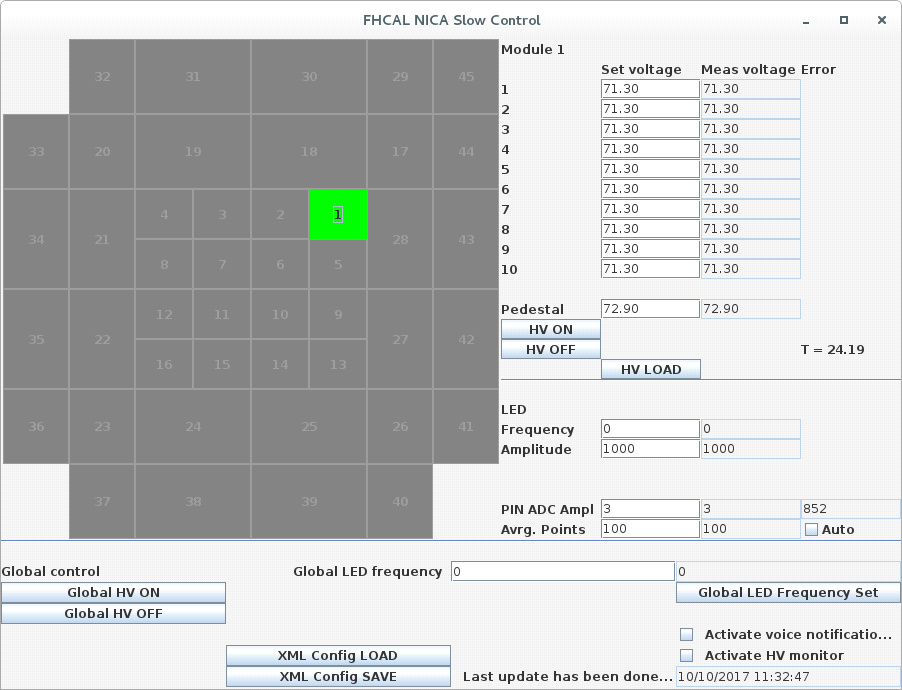 FHCAL NICA Slow Control
32 31 30 29 45
33 20 19 18 17 44
34 21 4 3 2 1 28 43
8 7 6 5
35 22 12 11 10 9 27 42
16 15 14 13
36 23 24 25 26 41
37 38 39 40
Module 1
Set voltage Meas voltage Error
1 71.30 71.30
2 71.30 71.30
3 71.30 71.30
4 71.30 71.30
5 71.30 71.30
6 71.30 71.30
7 71.30 71.30
8 71.30 71.30
9 71.30 71.30
10 71.30 71.30
Pedestal 72.90 72.90
HV ON
HV OFF T = 24.19
HV LOAD
LED
Frequency 0 0
Amplitude 1000 1000
PIN ADC Ampl 3 3 852
Avrg. Points 100 100 Auto
Global control Global LED frequency 0 0
Global HV ON Global LED Frequency Set
Global HV OFF
Activate voice notificatio...
XML Config LOAD Activate HV monitor
XML Config SAVE Last update has been done... 10/10/2017 11:32:47